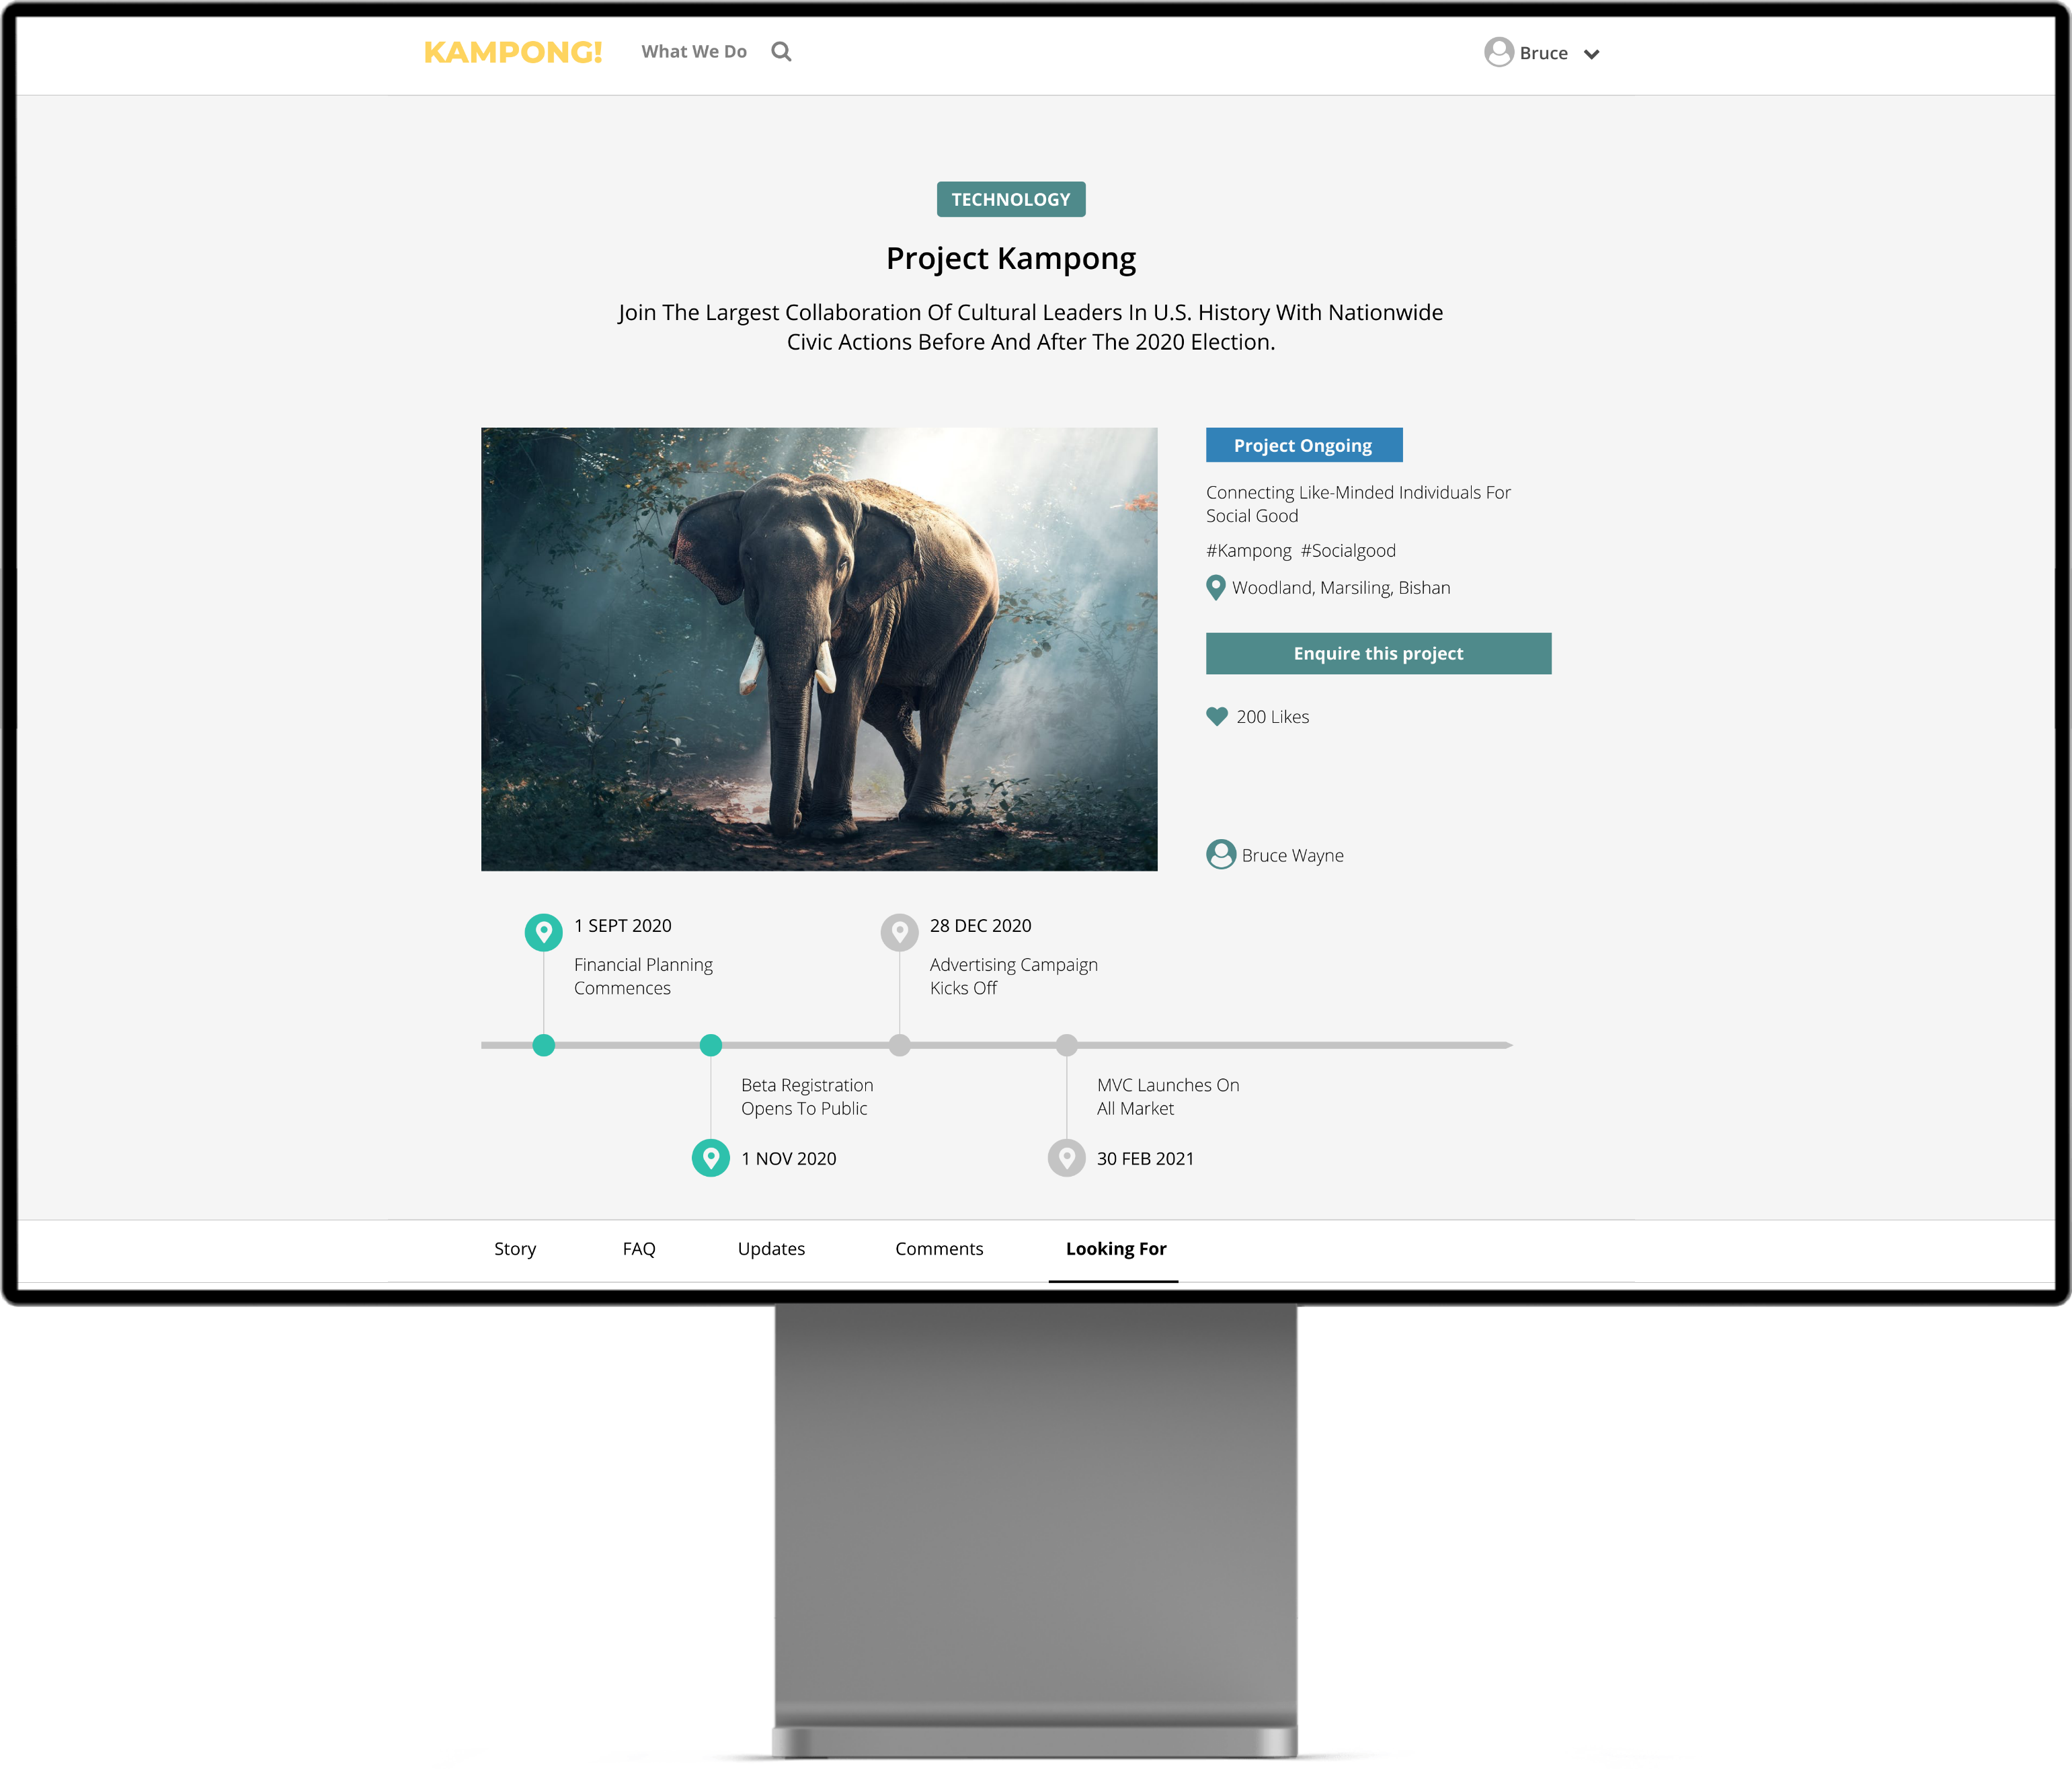 KAMPONG!
What We Do
Bruce
TECHNOLOGY
Project Kampong
Join The Largest Collaboration Of Cultural Leaders In U.S. History With Nationwide
Civic Actions Before And After The 2020 Election.
Project Ongoing
Connecting Like-Minded Individuals For
Social Good
#Kampong #Socialgood
Woodland, Marsiling, Bishan
Enquire this project
200 Likes
Bruce Wayne
1 SEPT 2020
Financial Planning
Commences
28 DEC 2020
Advertising Campaign
Kicks Off
Beta Registration
Opens To Public
1 NOV 2020
MVC Launches On
All Market
30 FEB 2021
Story
FAQ
Updates
Comments
Looking For